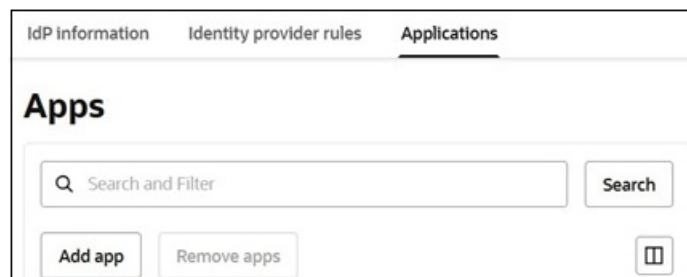 IdP information Identity provider rules Applications
Apps
Search and Filter Search
Add app Remove apps